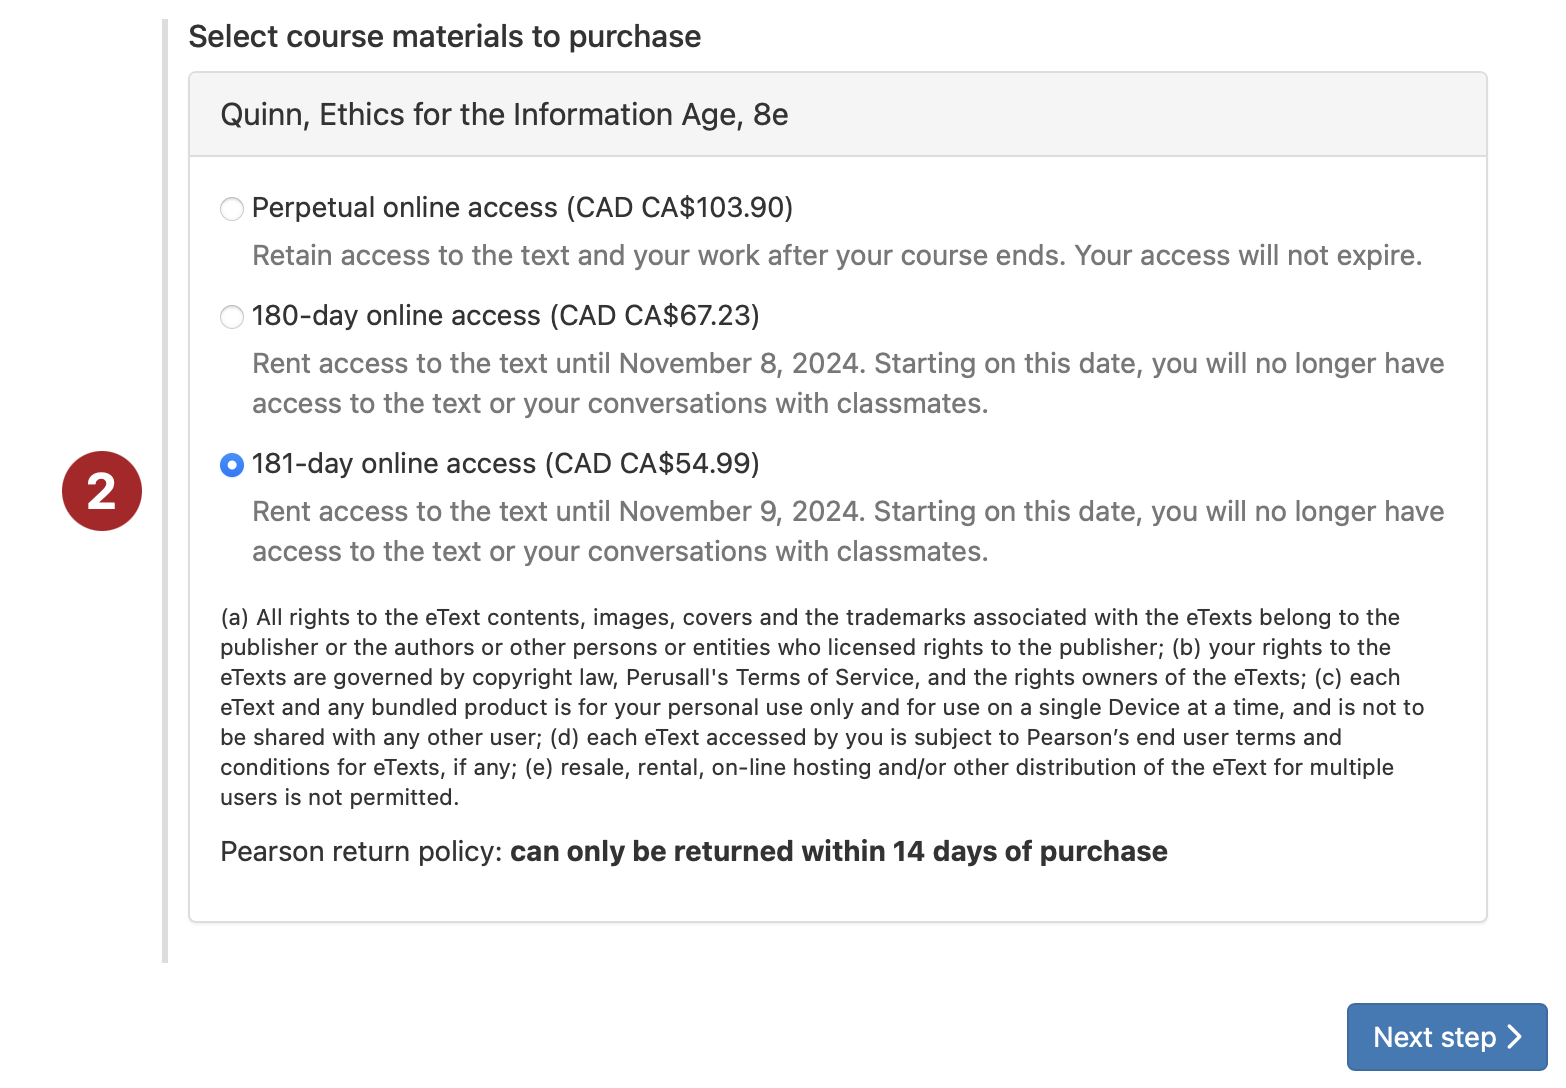 Select course materials to purchase
Quinn, Ethics for the Information Age, 8e
Perpetual online access (CAD CA$103.90)
Retain access to the text and your work after your course ends. Your access will not expire.
180-day online access (CAD CA$67.23)
Rent access to the text until November 8, 2024. Starting on this date, you will no longer have
access to the text or your conversations with classmates.
2
181-day online access (CAD CA$54.99)
Rent access to the text until November 9, 2024. Starting on this date, you will no longer have
access to the text or your conversations with classmates.
(a) All rights to the eText contents, images, covers and the trademarks associated with the eTexts belong to the
publisher or the authors or other persons or entities who licensed rights to the publisher; (b) your rights to the
eTexts are governed by copyright law, Perusall's Terms of Service, and the rights owners of the eTexts; (c) each
eText and any bundled product is for your personal use only and for use on a single Device at a time, and is not to
be shared with any other user; (d) each eText accessed by you is subject to Pearson’s end user terms and
conditions for eTexts, if any; (e) resale, rental, on-line hosting and/or other distribution of the eText for multiple
users is not permitted.
Pearson return policy: can only be returned within 14 days of purchase
Next step